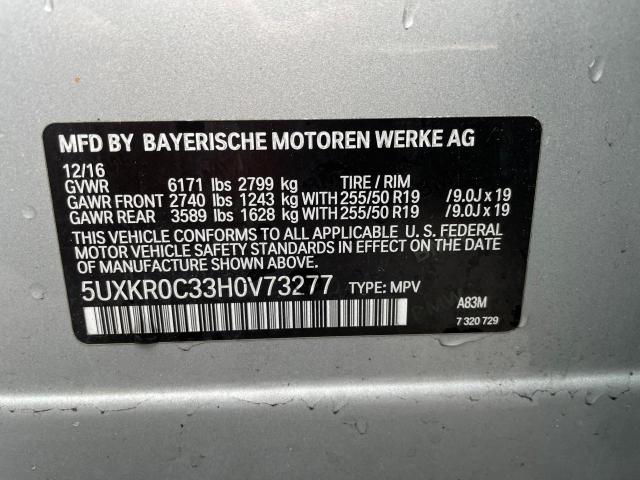 MFD BY BAYERISCHE MOTOREN WERKE AG
12/16
GVWR 6171 lbs 2799 kg TIRE / RIM
GAWR FRONT 2740 lbs 1243 kg WITH 255/50 R19 /9.0J x 19
GAWR REAR 3589 lbs 1628 kg WITH 255/50 R19 /9.0J x 19
THIS VEHICLE CONFORMS TO ALL APPLICABLE U. S. FEDERAL
MOTOR VEHICLE SAFETY STANDARDS IN EFFECT ON THE DATE
OF MANUFACTURE SHOWN ABOVE.
5UXKR0C33H0V73277 TYPE: MPV
A83M
7 320 729